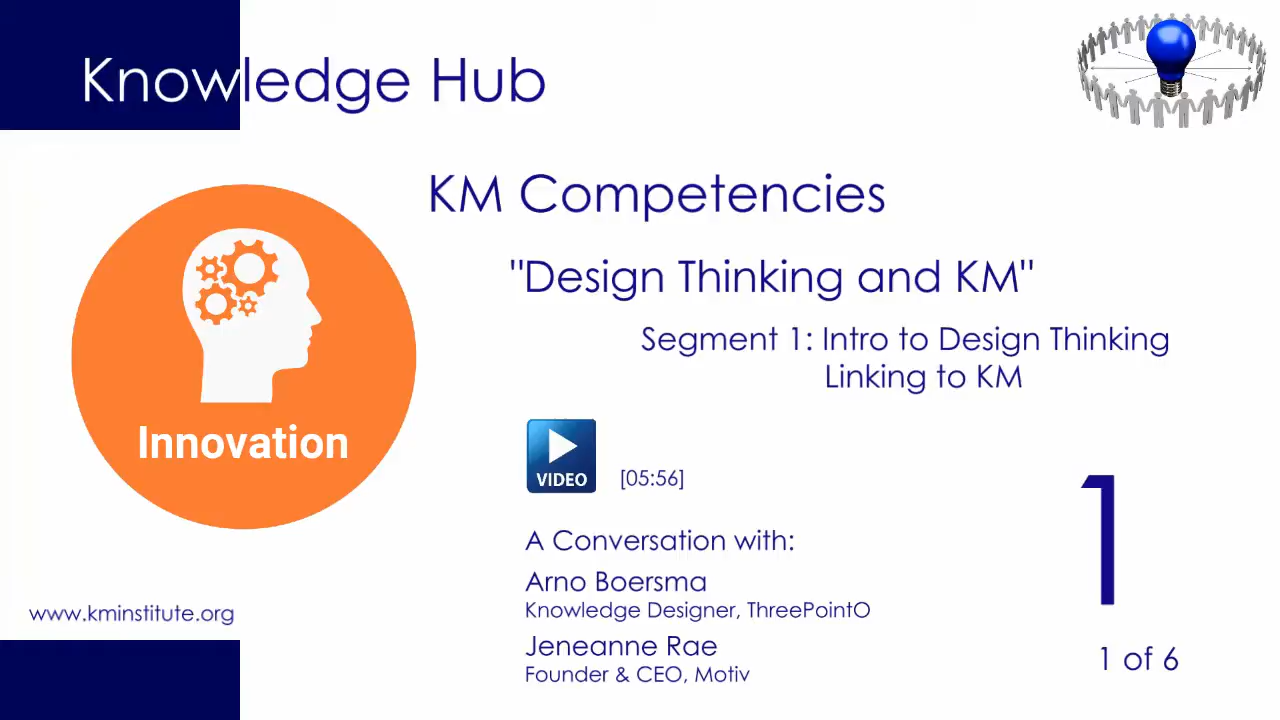 Knowledge Hub
KM Competencies
"Design Thinking and KM"
Segment 1: Intro to Design Thinking
Linking to KM
Innovation
VIDEO
[05:56]
A Conversation with:
Arno Boersma
Knowledge Designer, ThreePointO
Jeneanne Rae
Founder & CEO, Motiv
1
1 of 6
www.kminstitute.org